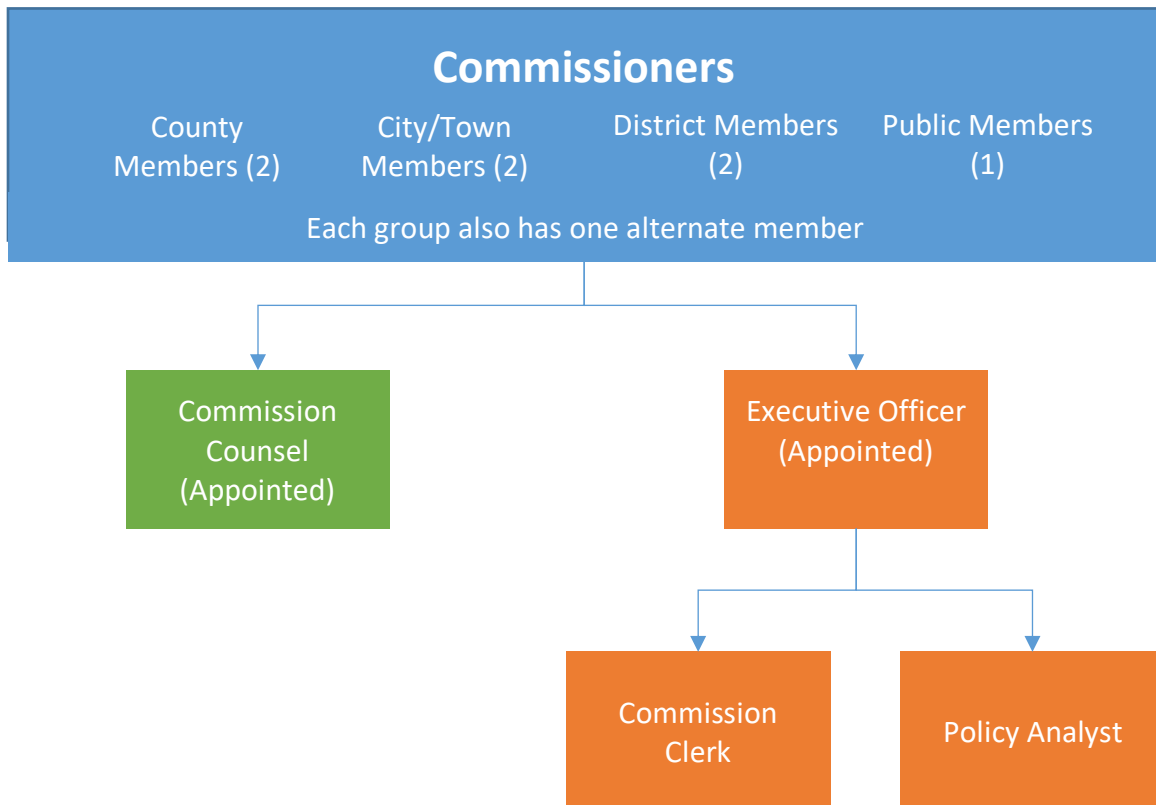 Commissioners
County
Members (2)
City/Town
Members (2)
District Members
(2)
Public Members
(1)
Each group also has one alternate member
Commission
Counsel
(Appointed)
Executive Officer
(Appointed)
Commission
Clerk
Policy Analyst